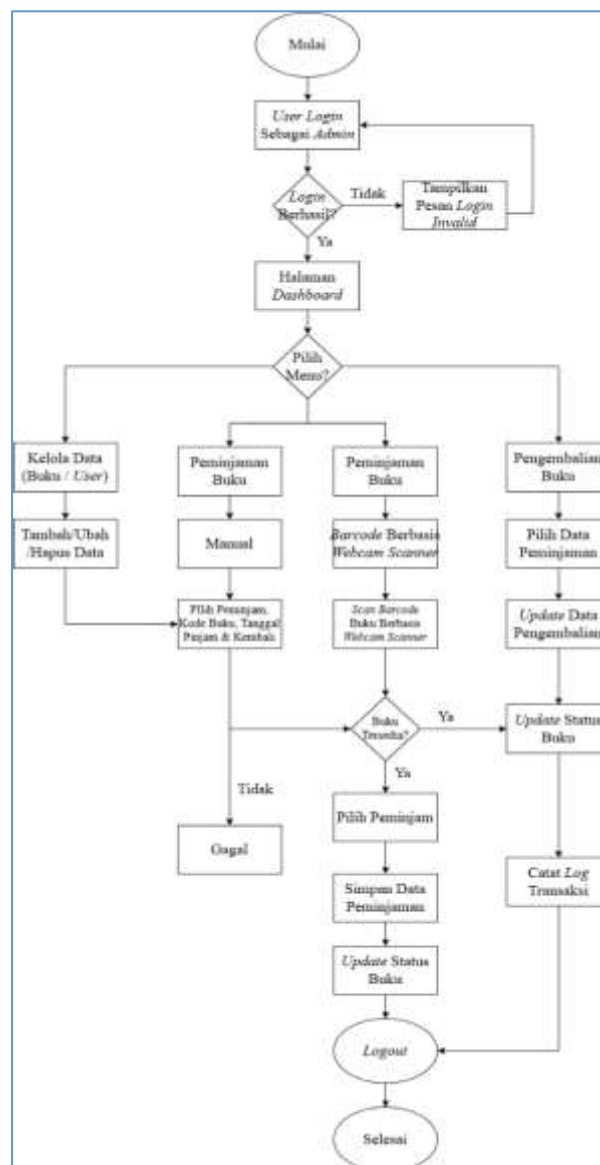 Mulai
User Login
Sebagai Admin
Login
Berhasil?
Tidak
Tampilkan
Pesan Login
Invalid
Ya
Halaman
Dashboard
Pilih
Menu?
Kelola Data
(Buku / User)
Peminjaman
Buku
Peminjaman
Buku
Pengembalian
Buku
Tambah/Ubah
/Hapus Data
Manual
Barcode Berbasis
Webcam Scanner
Pilih Data
Peminjaman
PIlih Peminjam,
Kode Buku, Tanggal
Pinjam & Kembali
Scan Barcode
Buku Berbasis
Webcam Scanner
Update Data
Pengembalian
Buku
Ya
Update Status
Buku
Ya
Tidak
Gagal
Pilih Peminjam
Simpan Data
Peminjaman
Catat Log
Transaksi
Update Status
Buku
Logout
Selesai